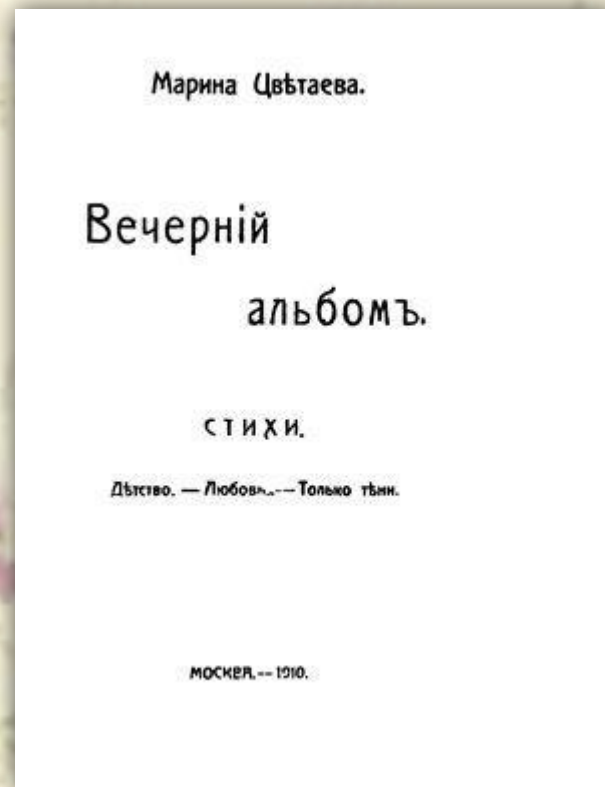 Марина Цвѣтаева.
Вечерній
альбомъ.
СТИХИ.
Дѣтство. — Любовь. — Только тѣни.
МОСКВА. — 1910.